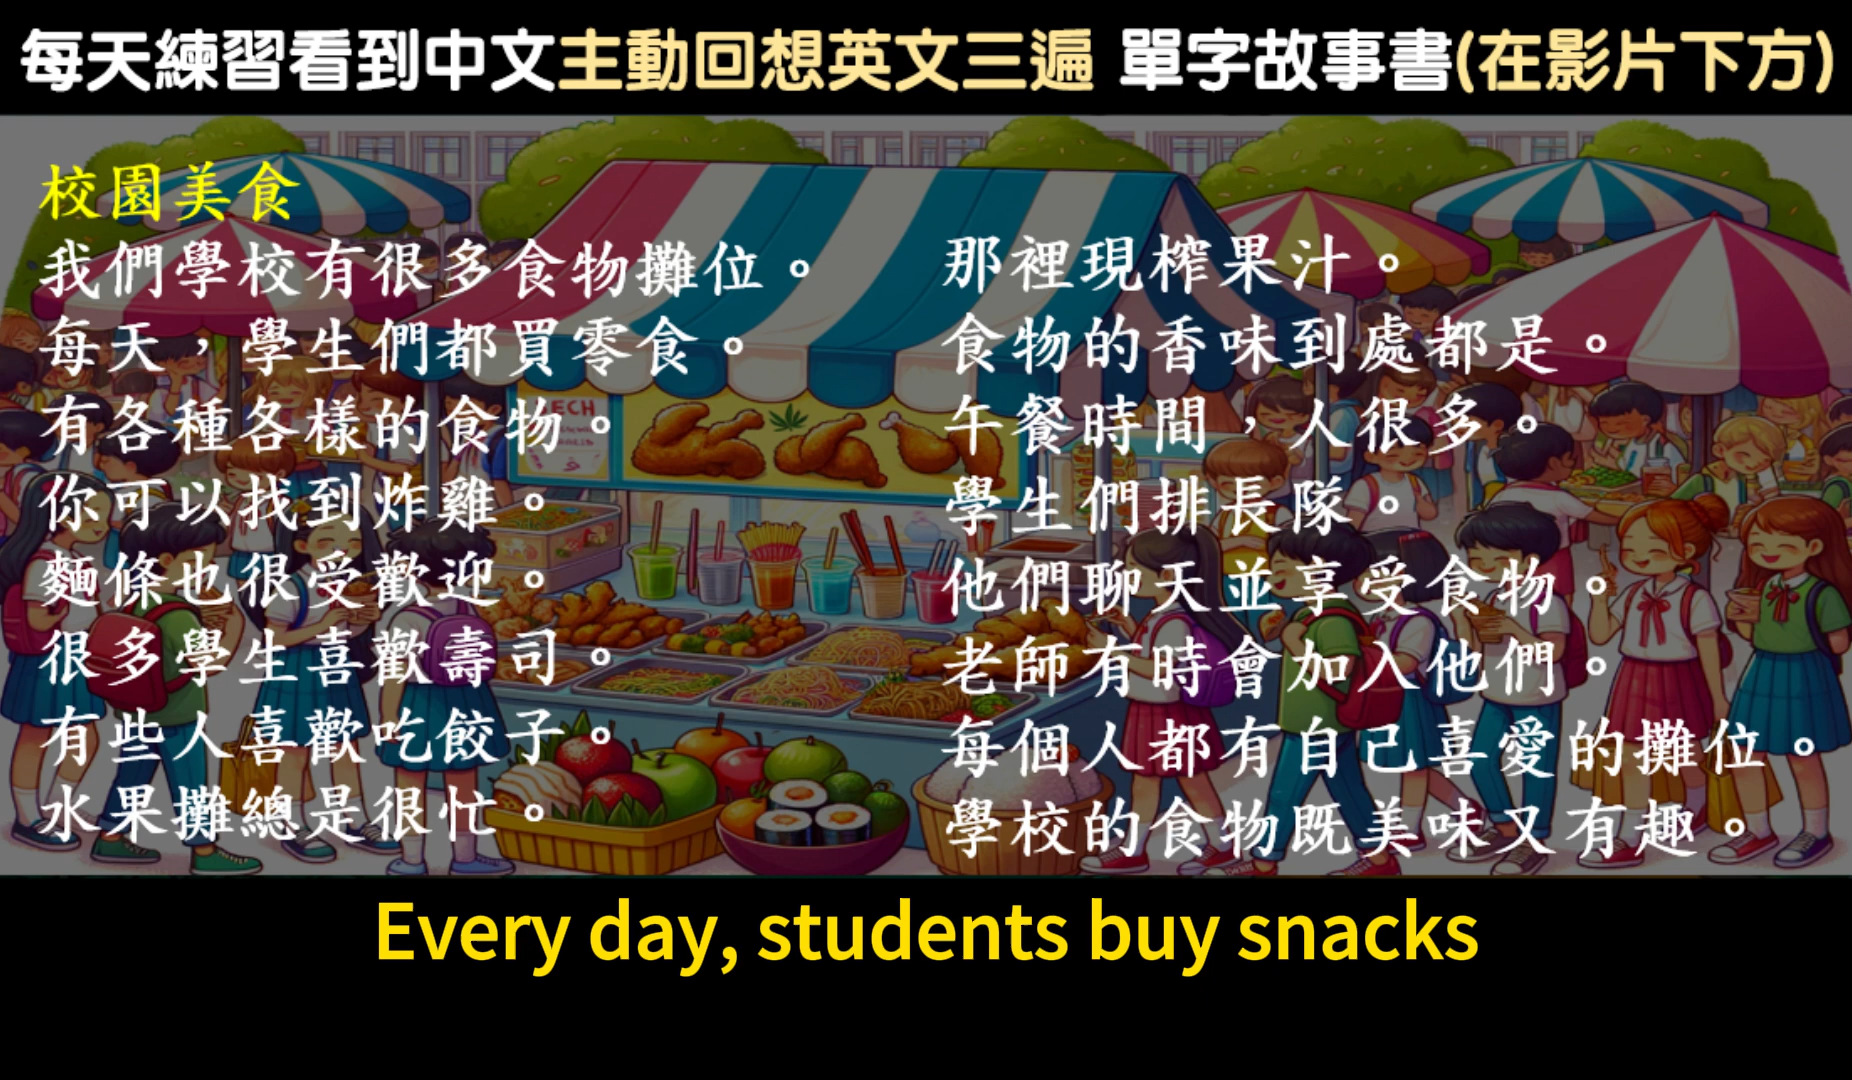 每天練習看到中文主動回想英文三遍 單字故事書(在影片下方)
校園美食
我們學校有很多食物攤位。
每天，學生們都買零食。
有各種各樣的食物。
你可以找到炸雞。
麵條也很受歡迎。
很多學生喜歡壽司。
有些人喜歡吃餃子。
水果攤總是很忙。
那裡現榨果汁。
食物的香味到處都是。
午餐時間，人很多。
學生們排長隊。
他們聊天並享受食物。
老師有時會加入他們。
每個人都有自己喜愛的攤位。
學校的食物既美味又有趣。
ECH
Every day, students buy snacks